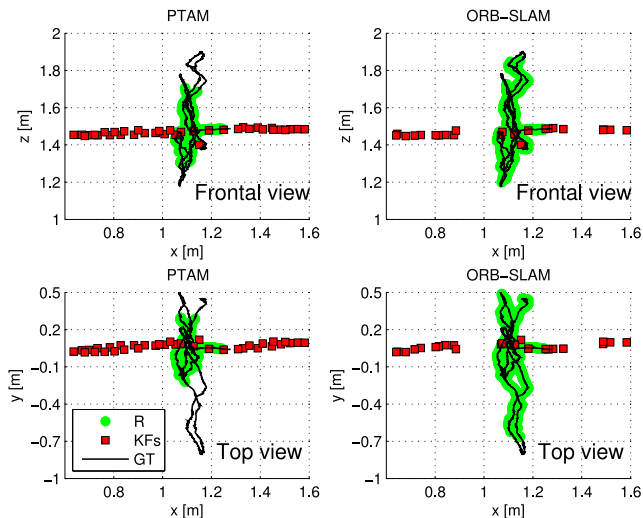 PTAM
ORB-SLAM
2
1.8
1.6
1.4
1.2
1
z [m]
0.8
1
1.2
1.4
1.6
x [m]
Frontal view
2
1.8
1.6
1.4
1.2
1
z [m]
0.8
1
1.2
1.4
1.6
x [m]
Frontal view
PTAM
ORB-SLAM
0.5
0.2
−0.1
−0.4
−0.7
−1
y [m]
R
KFs
GT
Top view
0.8
1
1.2
1.4
1.6
x [m]
0.5
0.2
−0.1
−0.4
−0.7
−1
y [m]
Top view
0.8
1
1.2
1.4
1.6
x [m]